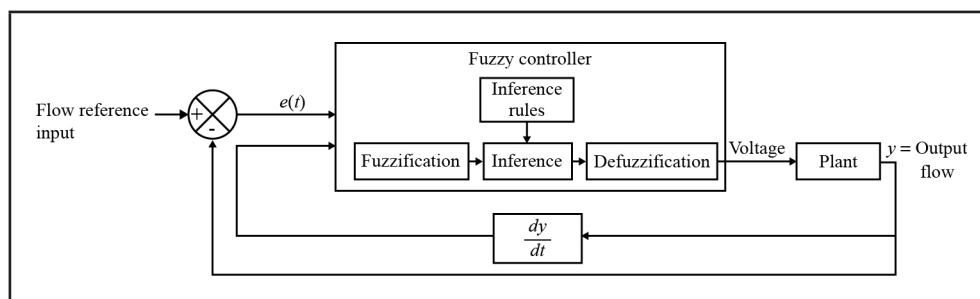 Fuzzy controller
Inference
rules
Flow reference
input
+
-
e(t)
Fuzzification
Inference
Defuzzification
Voltage
Plant
y = Output
flow
dy
dt